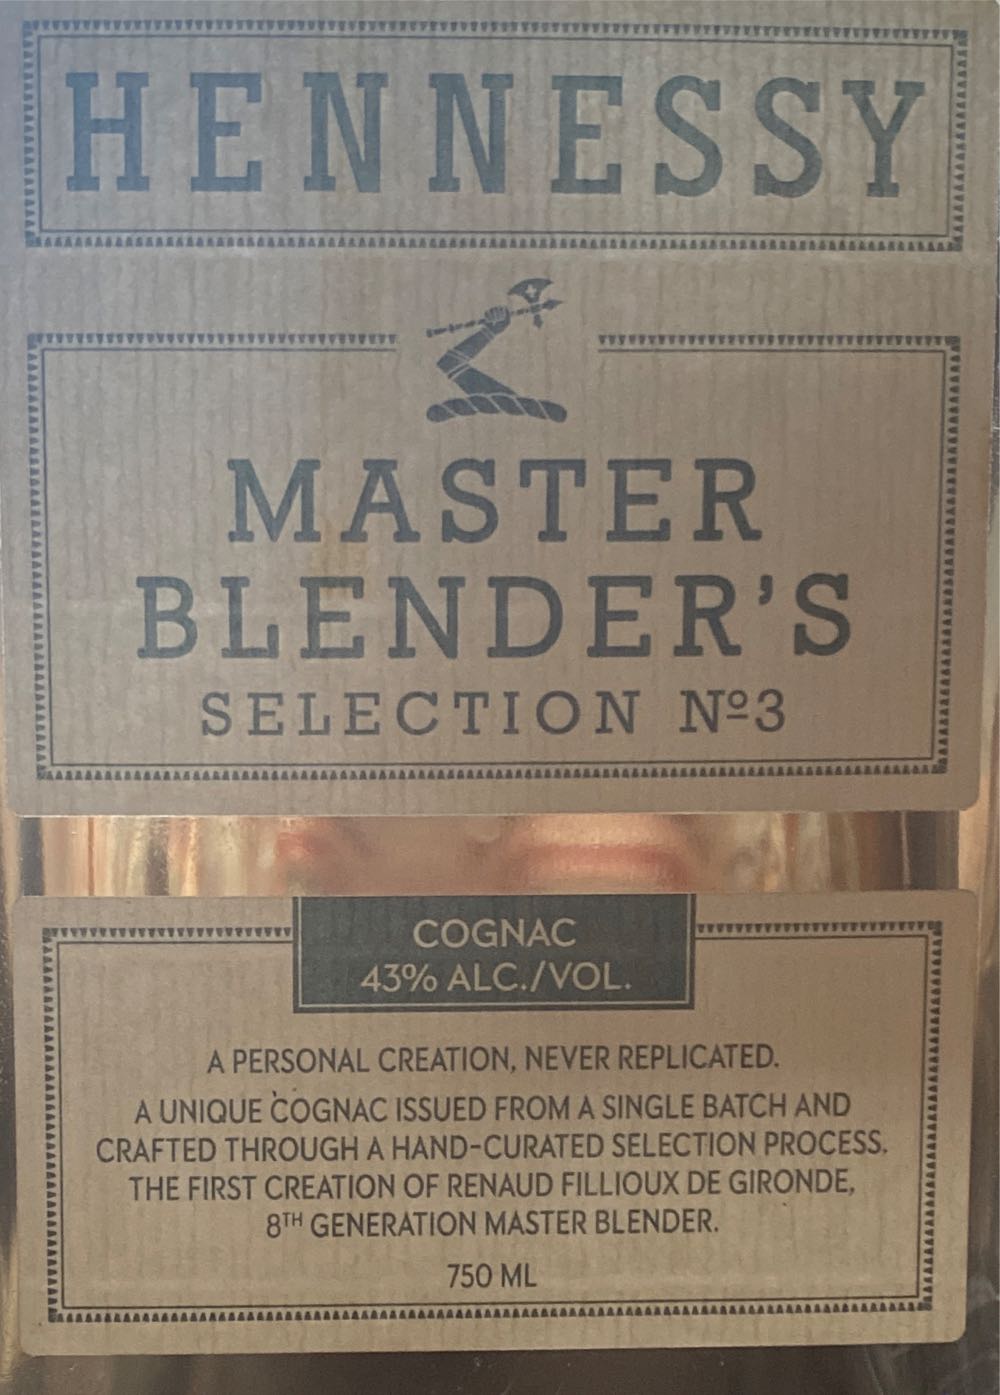 HENNESSY
MASTER
BLENDER'S
SELECTION Nº3
COGNAC
43% ALC./VOL.
A PERSONAL CREATION, NEVER REPLICATED.
A UNIQUE COGNAC ISSUED FROM A SINGLE BATCH AND
CRAFTED THROUGH A HAND-CURATED SELECTION PROCESS.
THE FIRST CREATION OF RENAUD FILLIOUX DE GIRONDE,
8TH GENERATION MASTER BLENDER.
750 ML